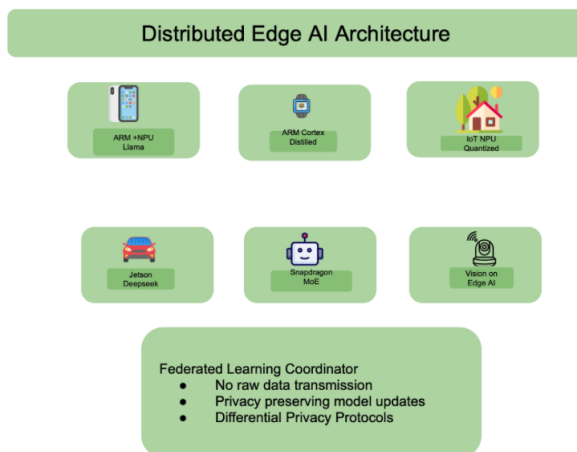 Distributed Edge AI Architecture
ARM +NPU
Llama
ARM Cortex
Distilled
IoT NPU
Quantized
Jetson
Deepseek
Snapdragon
MoE
Vision on
Edge AI
Federated Learning Coordinator
● No raw data transmission
● Privacy preserving model updates
● Differential Privacy Protocols